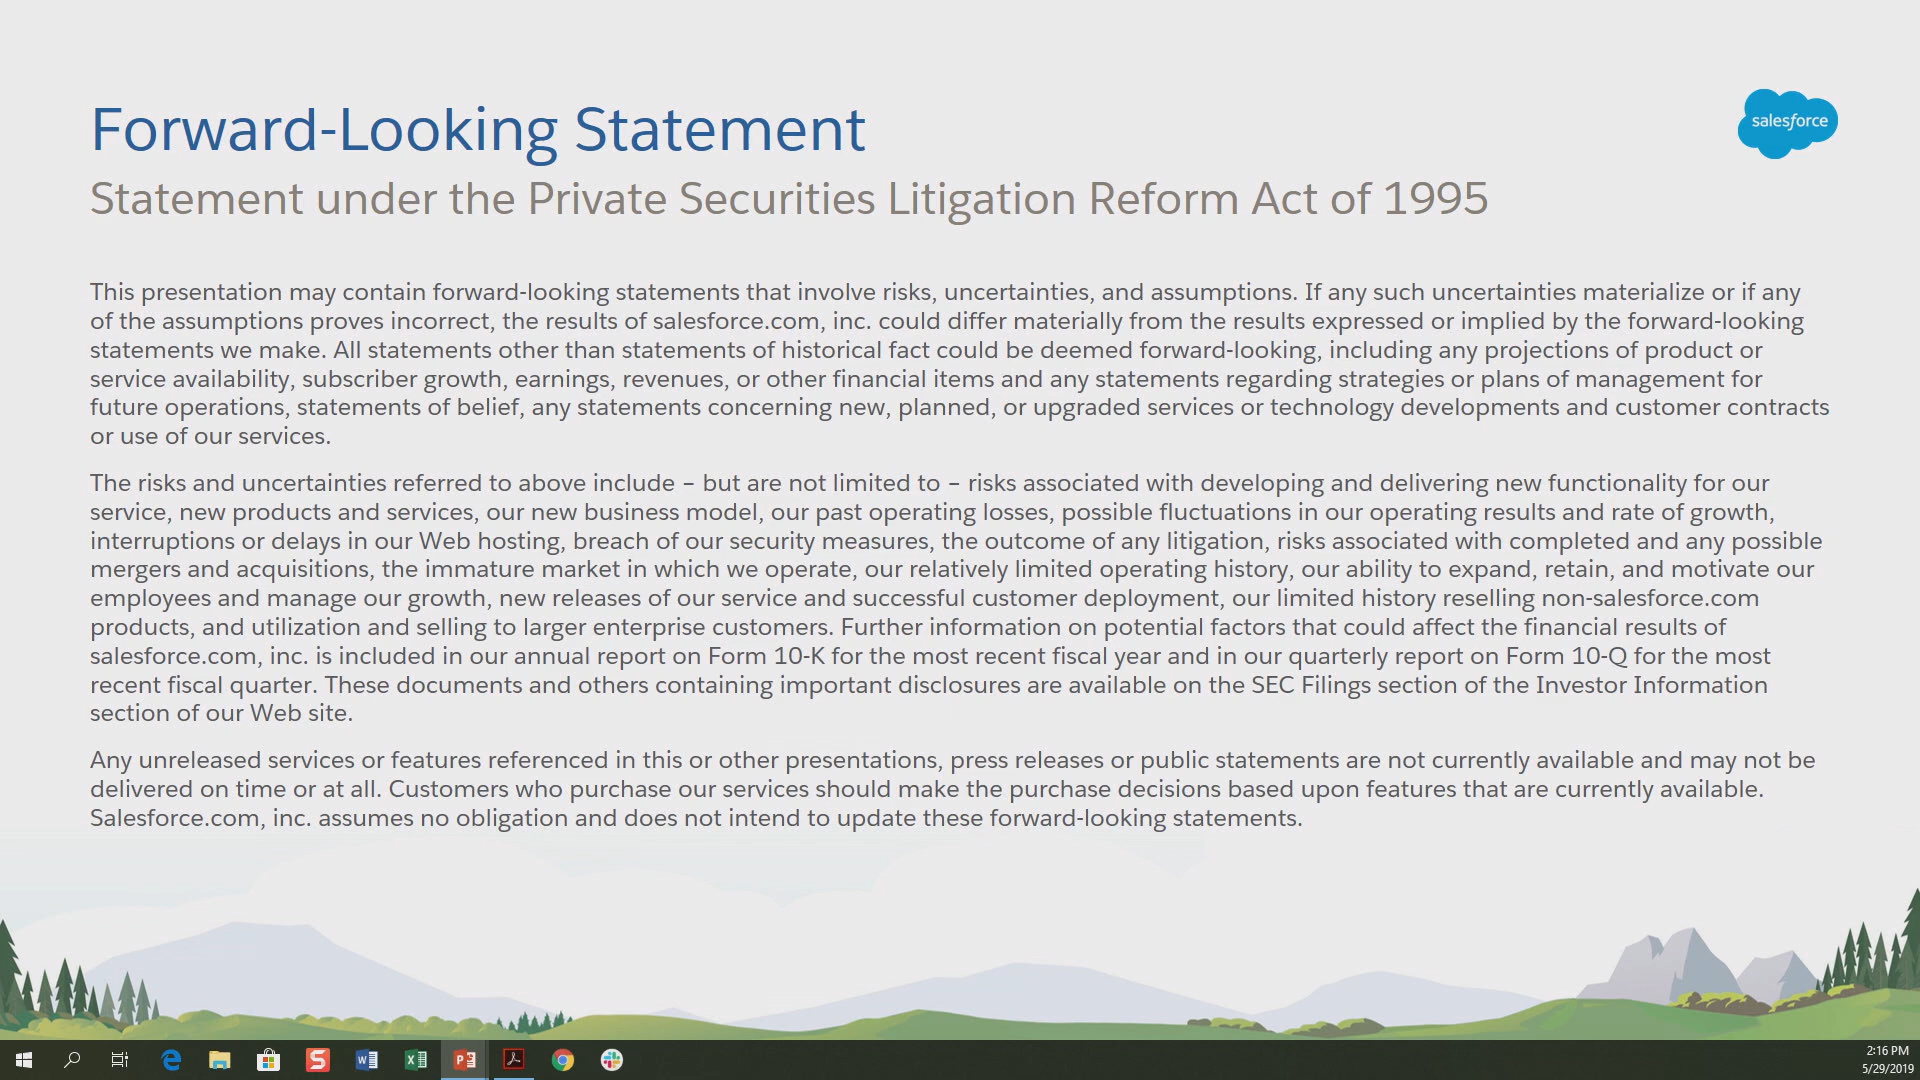 Forward-Looking Statement
salesforce
Statement under the Private Securities Litigation Reform Act of 1995
This presentation may contain forward-looking statements that involve risks, uncertainties, and assumptions. If any such uncertainties materialize or if any
of the assumptions proves incorrect, the results of salesforce.com, inc. could differ materially from the results expressed or implied by the forward-looking
statements we make. All statements other than statements of historical fact could be deemed forward-looking, including any projections of product or
service availability, subscriber growth, earnings, revenues, or other financial items and any statements regarding strategies or plans of management for
future operations, statements of belief, any statements concerning new, planned, or upgraded services or technology developments and customer contracts
or use of our services.
The risks and uncertainties referred to above include – but are not limited to – risks associated with developing and delivering new functionality for our
service, new products and services, our new business model, our past operating losses, possible fluctuations in our operating results and rate of growth,
interruptions or delays in our Web hosting, breach of our security measures, the outcome of any litigation, risks associated with completed and any possible
mergers and acquisitions, the immature market in which we operate, our relatively limited operating history, our ability to expand, retain, and motivate our
employees and manage our growth, new releases of our service and successful customer deployment, our limited history reselling non-salesforce.com
products, and utilization and selling to larger enterprise customers. Further information on potential factors that could affect the financial results of
salesforce.com, inc. is included in our annual report on Form 10-K for the most recent fiscal year and in our quarterly report on Form 10-Q for the most
recent fiscal quarter. These documents and others containing important disclosures are available on the SEC Filings section of the Investor Information
section of our Web site.
Any unreleased services or features referenced in this or other presentations, press releases or public statements are not currently available and may not be
delivered on time or at all. Customers who purchase our services should make the purchase decisions based upon features that are currently available.
Salesforce.com, inc. assumes no obligation and does not intend to update these forward-looking statements.
2:16 PM
5/29/2019